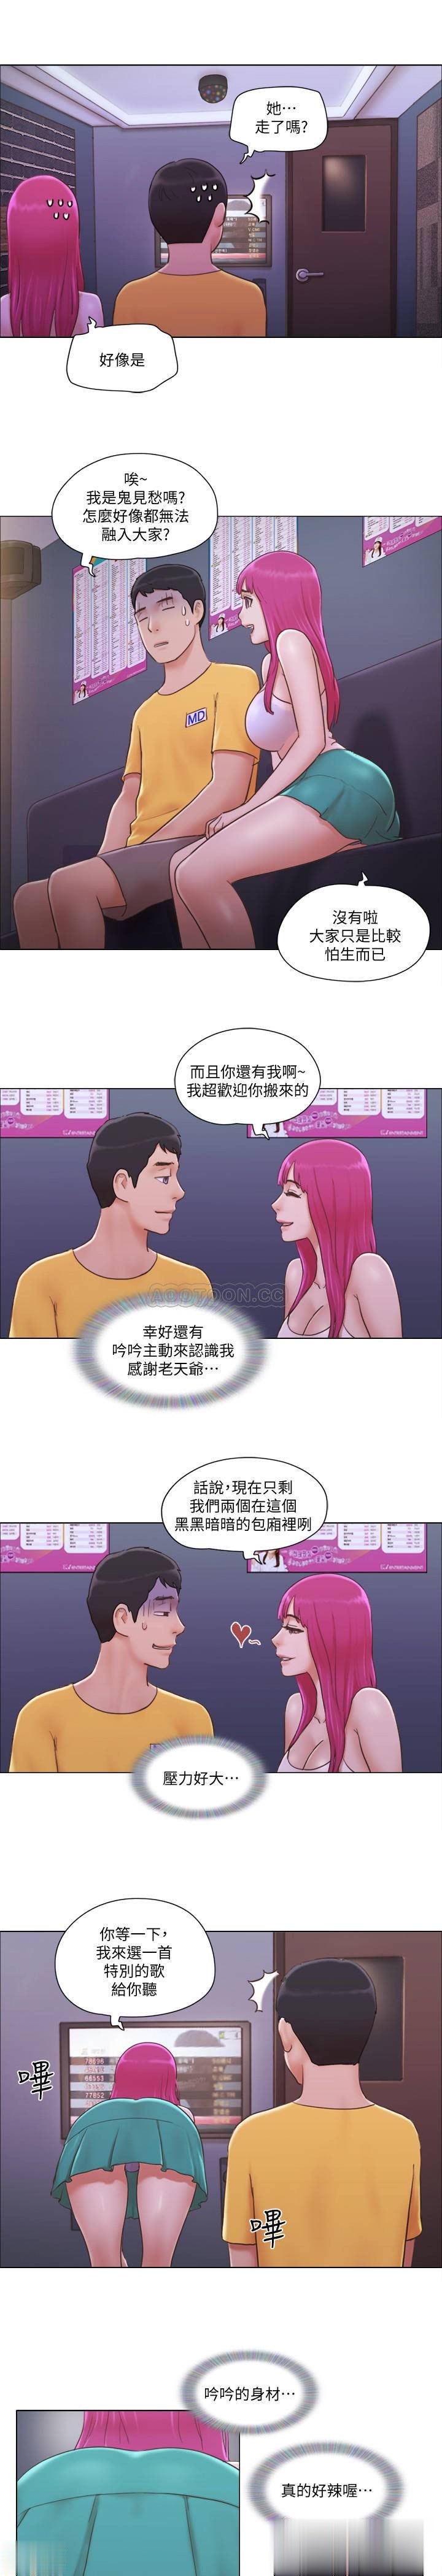 她…
走了嗎?
好像是
唉~
我是鬼見愁嗎?
怎麼好像都無法
融入大家?
MD
沒有啦
大家只是比較
怕生而已
而且你還有我啊~
我超歡迎你搬來的
ENTERTAINMENT
幸好還有
吟吟主動來認識我
感謝老天爺…
話說,現在只剩
我們兩個在這個
黑黑暗暗的包廂裡咧
壓力好大…
你等一下,
我來選一首
特別的歌
給你聽
78696
66553
77852
嗶
嗶
吟吟的身材…
真的好辣喔…